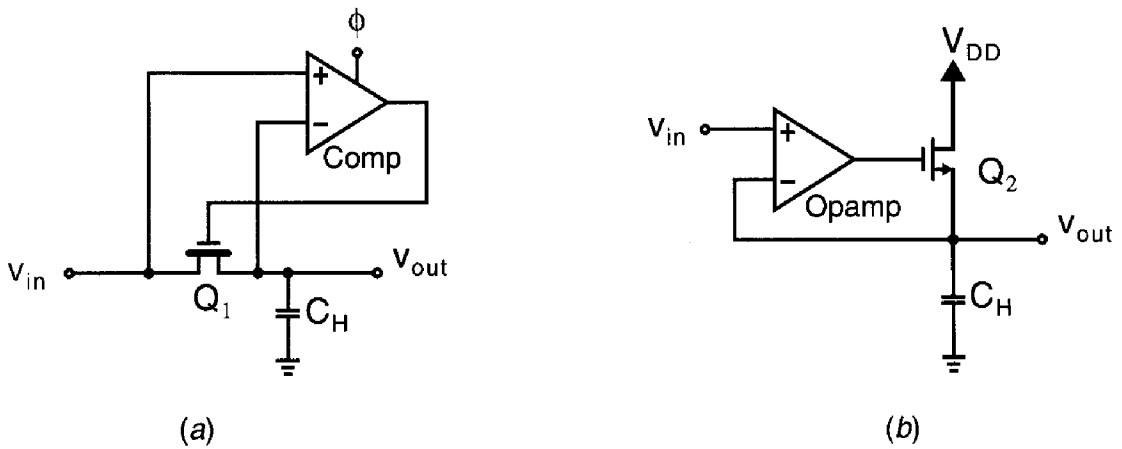 ϕ
+
−
Comp
v_in
Q_1
v_out
C_H
(a)
V_DD
v_in
+
−
Opamp
Q_2
v_out
C_H
(b)